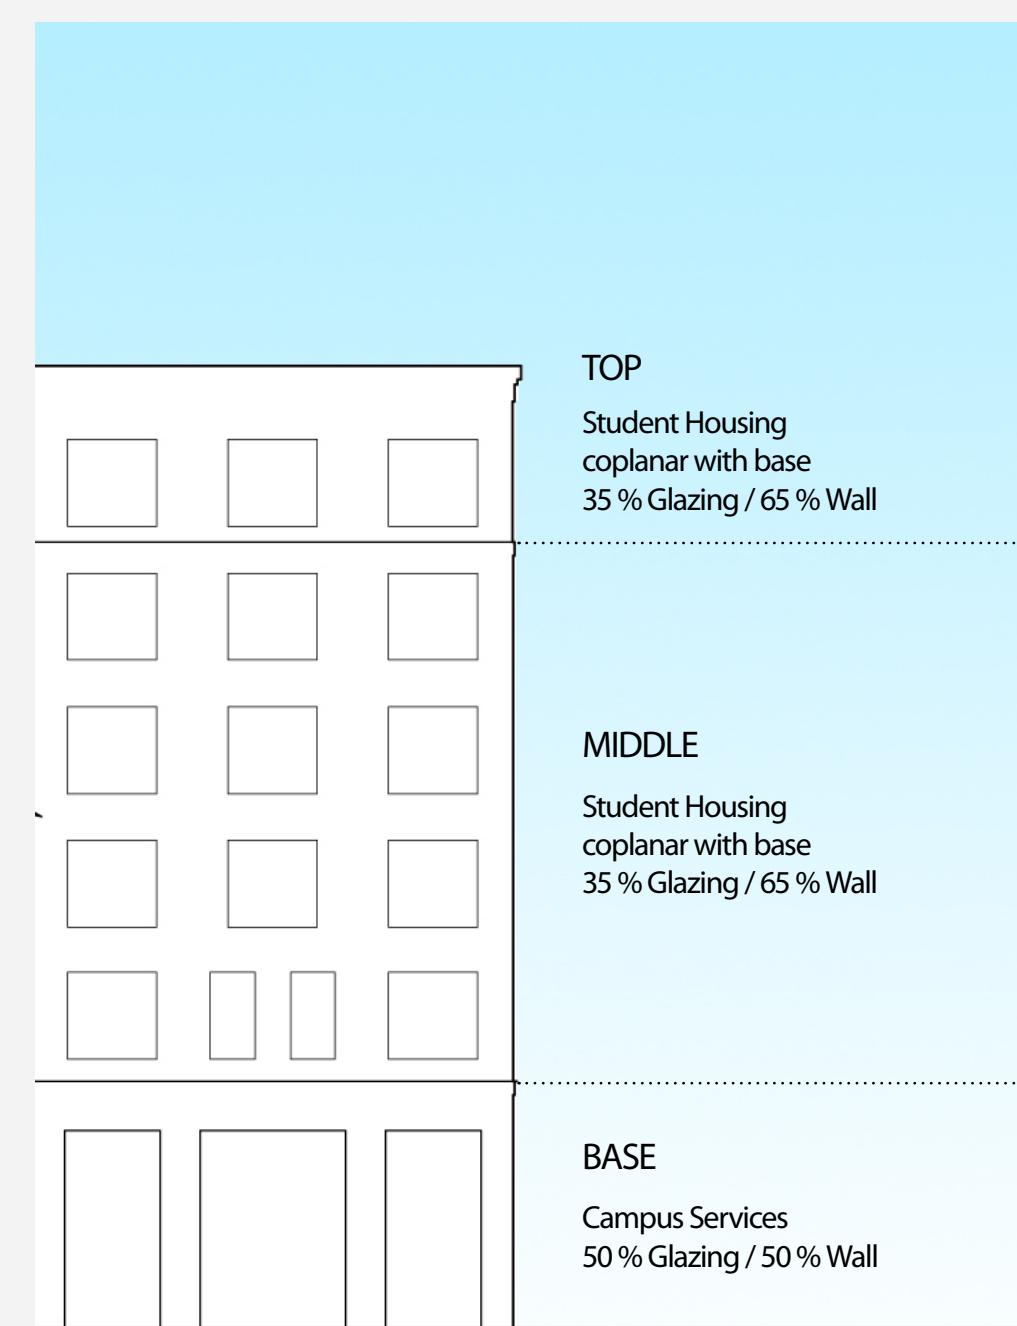 TOP
Student Housing
coplanar with base
35 % Glazing / 65 % Wall
MIDDLE
Student Housing
coplanar with base
35 % Glazing / 65 % Wall
BASE
Campus Services
50 % Glazing / 50 % Wall